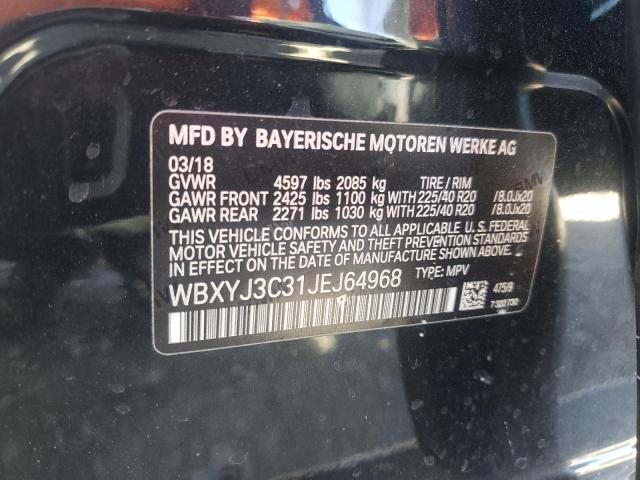 MFD BY BAYERISCHE MOTOREN WERKE AG
03/18
GVWR 4597 lbs 2085 kg TIRE / RIM
GAWR FRONT 2425 lbs 1100 kg WITH 225/40 R20 /8.0Jx20
GAWR REAR 2271 lbs 1030 kg WITH 225/40 R20 /8.0Jx20
THIS VEHICLE CONFORMS TO ALL APPLICABLE U. S. FEDERAL
MOTOR VEHICLE SAFETY AND THEFT PREVENTION STANDARDS
IN EFFECT ON THE DATE OF MANUFACTURE SHOWN ABOVE.
WBXYJ3C31JEJ64968 TYPE: MPV
475/9